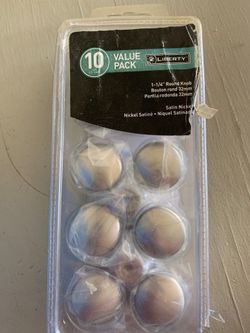 10
VALUE
PACK
LIBERTY
1-1/4" Round Knob
Bouton rond 32mm
Perilla redonda 32mm
Satin Nickel
Nickel Satiné • Níquel Satinado